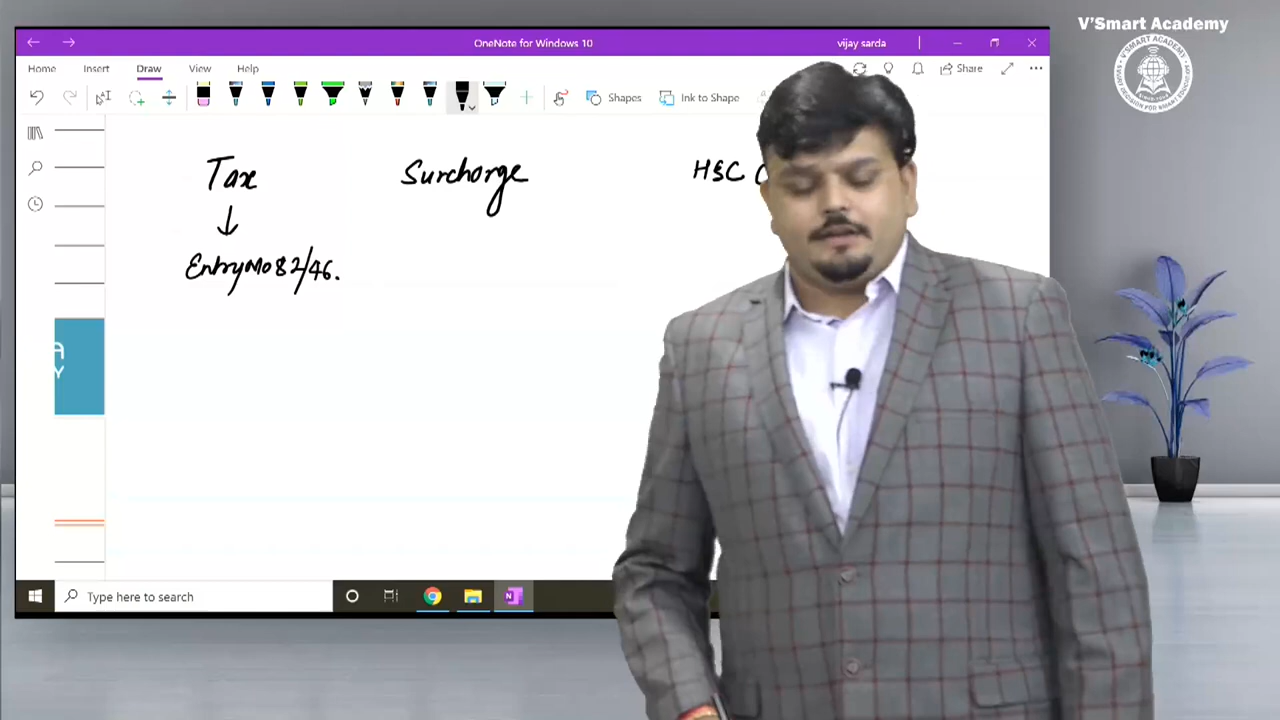 V'Smart Academy
OneNote for Windows 10
vijay sarda
Home Insert Draw View Help
Share
Shapes
Ink to Shape
Tax Surcharge H&C
Entry No 82/46.
A
Y
Type here to search